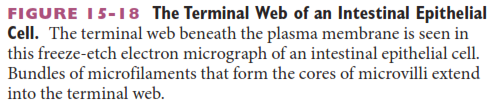 FIGURE 15-18 The Terminal Web of an Intestinal Epithelial
Cell. The terminal web beneath the plasma membrane is seen in
this freeze-etch electron micrograph of an intestinal epithelial cell.
Bundles of microfilaments that form the cores of microvilli extend
into the terminal web.